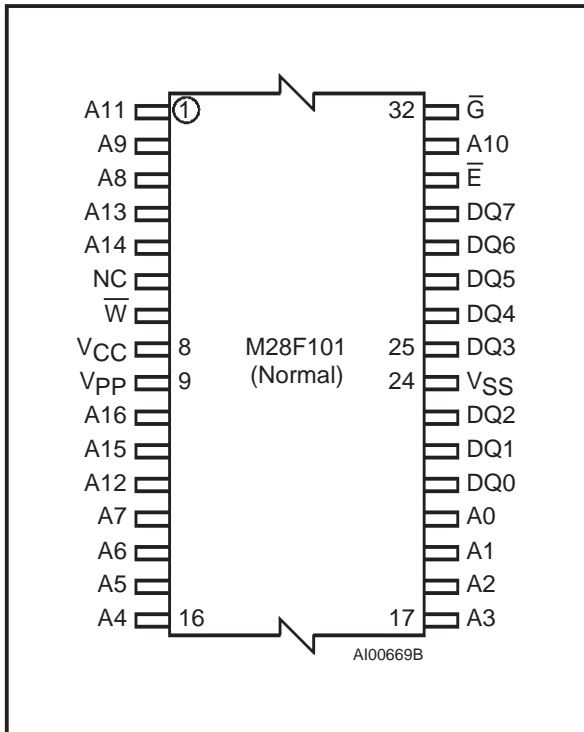 A11 1 32 G̅
A9 A10
A8 E̅
A13 DQ7
A14 DQ6
NC DQ5
W̅ DQ4
VCC 8 M28F101 25 DQ3
VPP 9 (Normal) 24 VSS
A16 DQ2
A15 DQ1
A12 DQ0
A7 A0
A6 A1
A5 A2
A4 16 17 A3
AI00669B